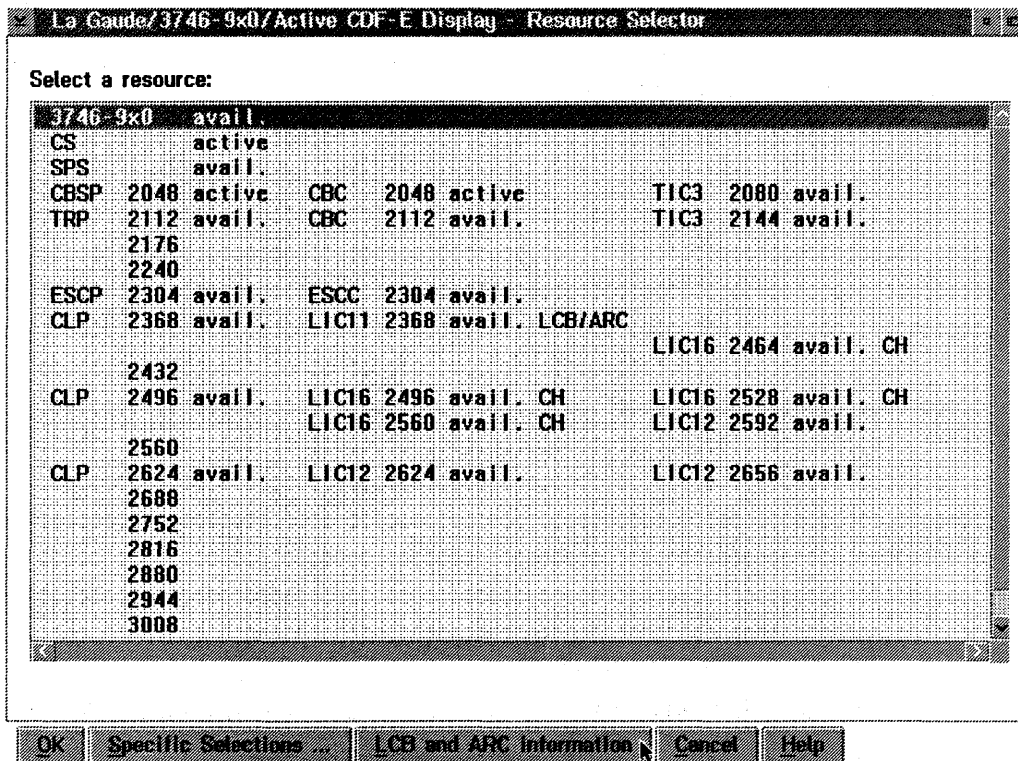 La Gaude/3746-9x0/Active CDF-E Display - Resource Selector
Select a resource:
3746-9x0 avail.
CS active
SPS avail.
CBSP 2048 active CBC 2048 active TIC3 2080 avail.
TRP 2112 avail. CBC 2112 avail. TIC3 2144 avail.
2176
2240
ESCP 2304 avail. ESCC 2304 avail.
CLP 2368 avail. LIC11 2368 avail. LCB/ARC
LIC16 2464 avail. CH
2432
CLP 2496 avail. LIC16 2496 avail. CH LIC16 2528 avail. CH
LIC16 2560 avail. CH LIC12 2592 avail.
2560
CLP 2624 avail. LIC12 2624 avail. LIC12 2656 avail.
2688
2752
2816
2880
2944
3008
OK Specific Selections ... LCB and ARC information Cancel Help